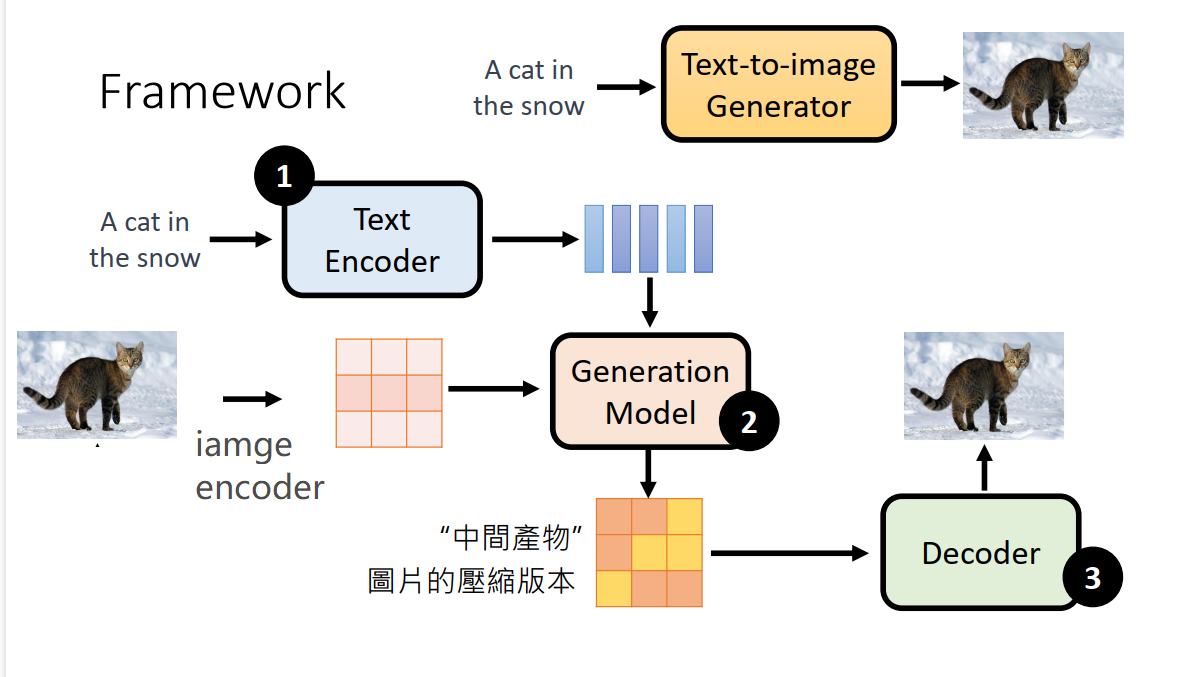 Framework
A cat in
the snow
Text-to-image
Generator
1
A cat in
the snow
Text
Encoder
iamge
encoder
Generation
Model
2
“中間產物”
圖片的壓縮版本
Decoder
3